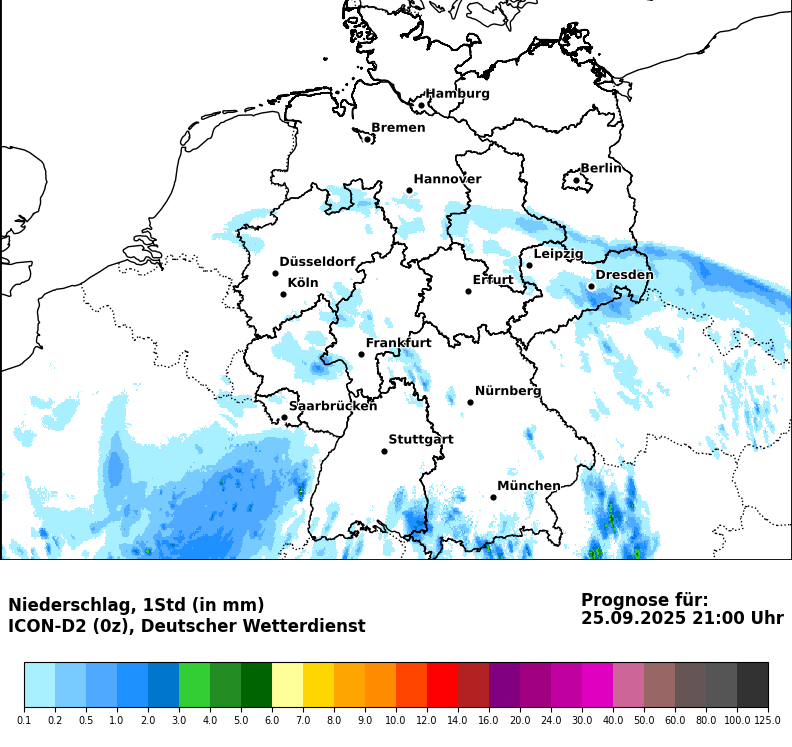 Hamburg
Bremen
Berlin
Hannover
Düsseldorf
Leipzig
Köln
Erfurt
Dresden
Frankfurt
Nürnberg
Saarbrücken
Stuttgart
München
Niederschlag, 1Std (in mm)
ICON-D2 (0z), Deutscher Wetterdienst
Prognose für:
25.09.2025 21:00 Uhr
0.1 0.2 0.5 1.0 2.0 3.0 4.0 5.0 6.0 7.0 8.0 9.0 10.0 12.0 14.0 16.0 20.0 24.0 30.0 40.0 50.0 60.0 80.0 100.0 125.0